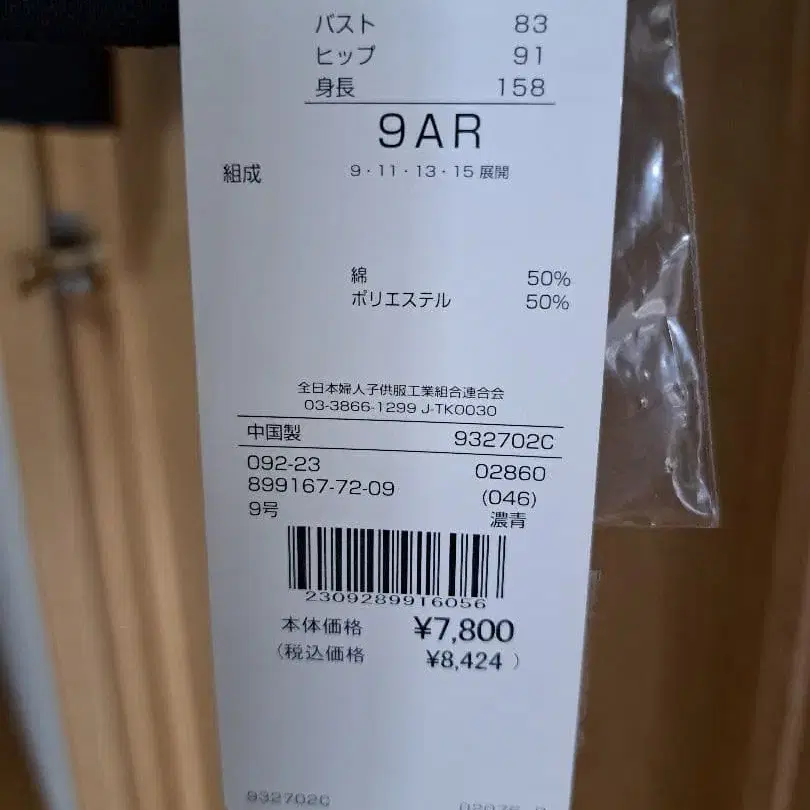 バスト 83
ヒップ 91
身長 158
9AR
組成 9・11・13・15 展開
綿 50%
ポリエステル 50%
全日本婦人子供服工業組合連合会
03-3866-1299 J-TK0030
中国製 932702C
092-23 02860
899167-72-09 (046)
9号 濃青
2309289916056
本体価格 ¥7,800
(税込価格 ¥8,424 )
932702C